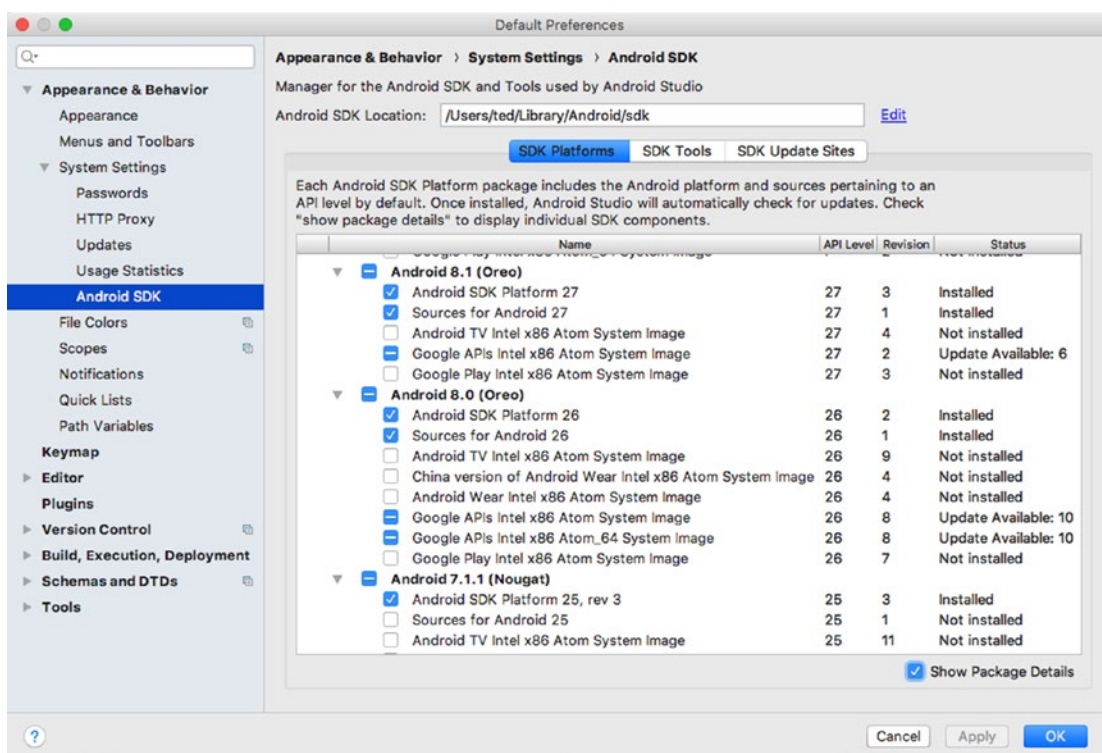 Default Preferences
Appearance & Behavior
Appearance
Menus and Toolbars
System Settings
Passwords
HTTP Proxy
Updates
Usage Statistics
Android SDK
File Colors
Scopes
Notifications
Quick Lists
Path Variables
Keymap
Editor
Plugins
Version Control
Build, Execution, Deployment
Schemas and DTDs
Tools
Appearance & Behavior > System Settings > Android SDK
Manager for the Android SDK and Tools used by Android Studio
Android SDK Location: /Users/ted/Library/Android/sdk Edit
SDK Platforms SDK Tools SDK Update Sites
Each Android SDK Platform package includes the Android platform and sources pertaining to an
API level by default. Once installed, Android Studio will automatically check for updates. Check
"show package details" to display individual SDK components.
Name API Level Revision Status
Android 8.1 (Oreo)
Android SDK Platform 27 27 3 Installed
Sources for Android 27 27 1 Installed
Android TV Intel x86 Atom System Image 27 4 Not installed
Google APIs Intel x86 Atom System Image 27 2 Update Available: 6
Google Play Intel x86 Atom System Image 27 3 Not installed
Android 8.0 (Oreo)
Android SDK Platform 26 26 2 Installed
Sources for Android 26 26 1 Installed
Android TV Intel x86 Atom System Image 26 9 Not installed
China version of Android Wear Intel x86 Atom System Image 26 4 Not installed
Android Wear Intel x86 Atom System Image 26 4 Not installed
Google APIs Intel x86 Atom System Image 26 8 Update Available: 10
Google APIs Intel x86 Atom_64 System Image 26 8 Update Available: 10
Google Play Intel x86 Atom System Image 26 7 Not installed
Android 7.1.1 (Nougat)
Android SDK Platform 25, rev 3 25 3 Installed
Sources for Android 25 25 1 Not installed
Android TV Intel x86 Atom System Image 25 11 Not installed
Show Package Details
? Cancel Apply OK